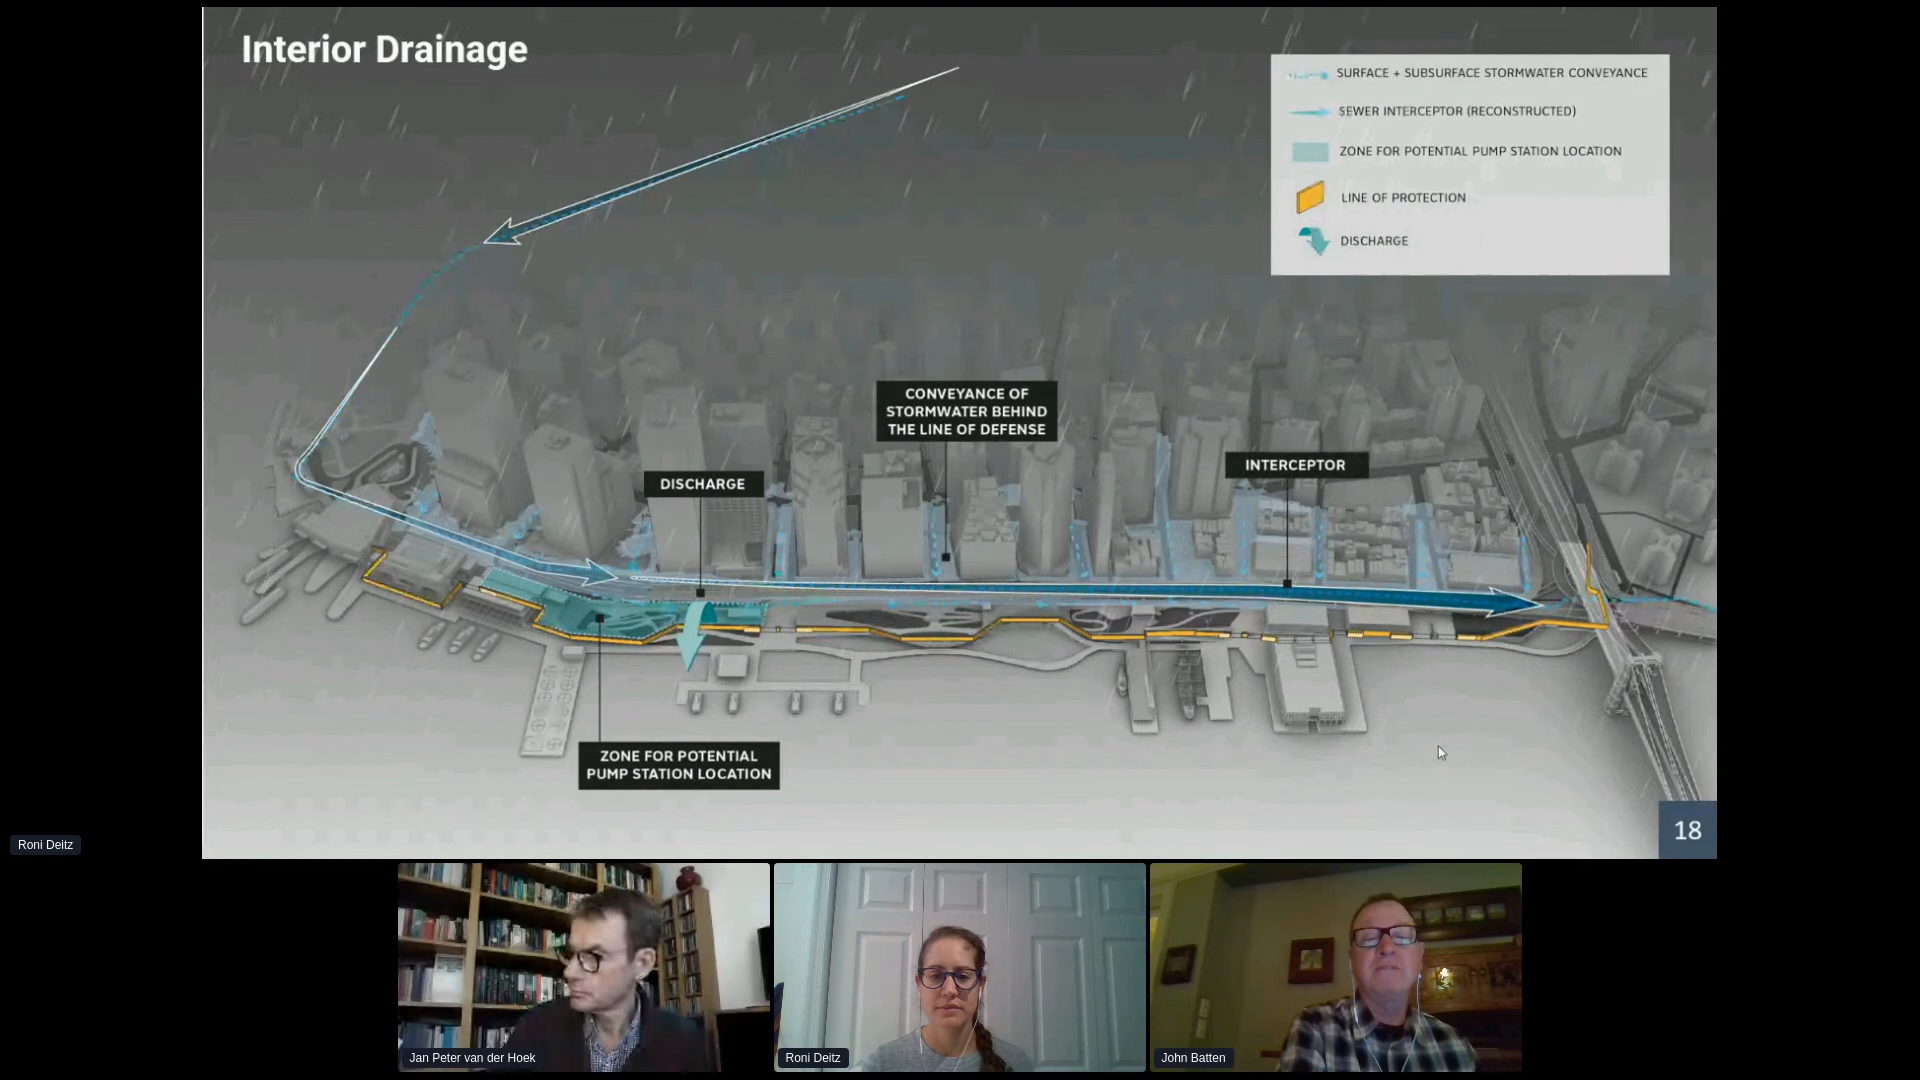 Interior Drainage
SURFACE + SUBSURFACE STORMWATER CONVEYANCE
SEWER INTERCEPTOR (RECONSTRUCTED)
ZONE FOR POTENTIAL PUMP STATION LOCATION
LINE OF PROTECTION
DISCHARGE
CONVEYANCE OF
STORMWATER BEHIND
THE LINE OF DEFENSE
INTERCEPTOR
DISCHARGE
ZONE FOR POTENTIAL
PUMP STATION LOCATION
18
Roni Deitz
Jan Peter van der Hoek
Roni Deitz
John Batten